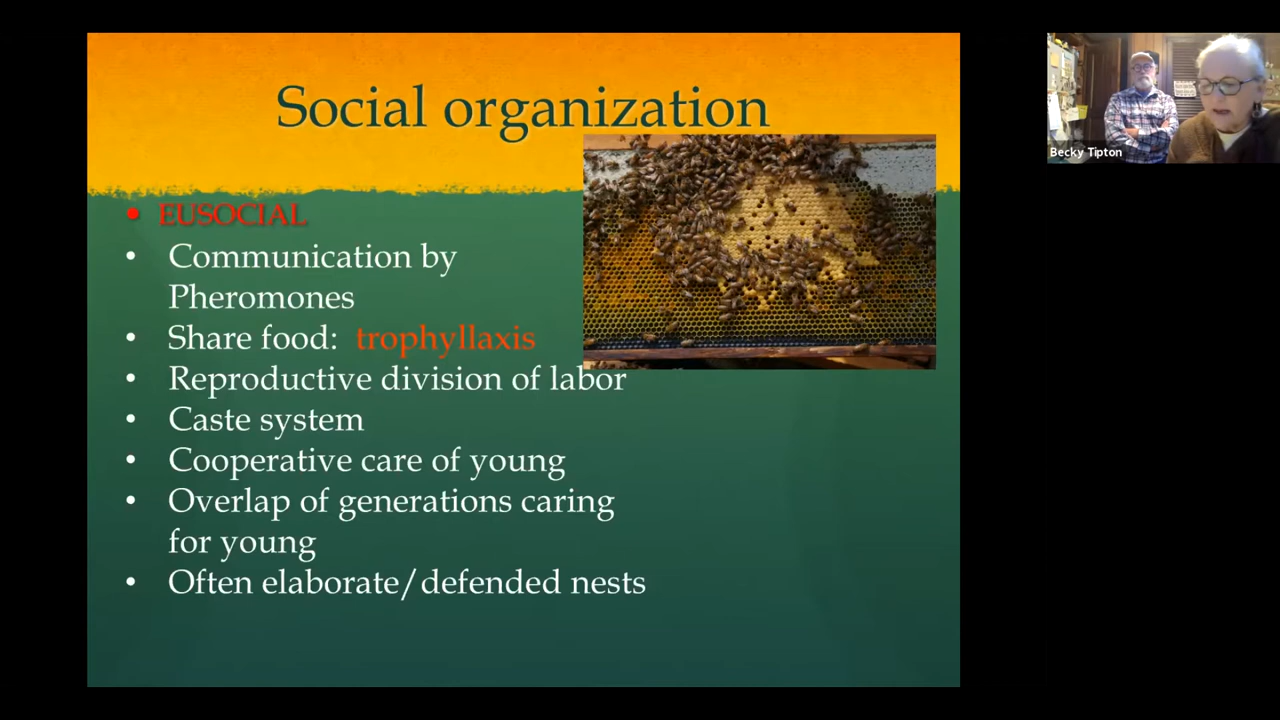 Social organization
• EUSOCIAL
• Communication by
Pheromones
• Share food: trophyllaxis
• Reproductive division of labor
• Caste system
• Cooperative care of young
• Overlap of generations caring
for young
• Often elaborate/defended nests
Becky Tipton